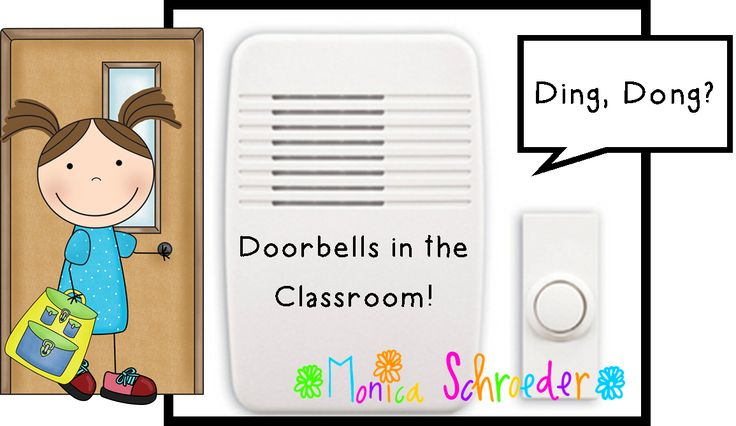 Ding, Dong?
Doorbells in the
Classroom!
Monica Schroeder